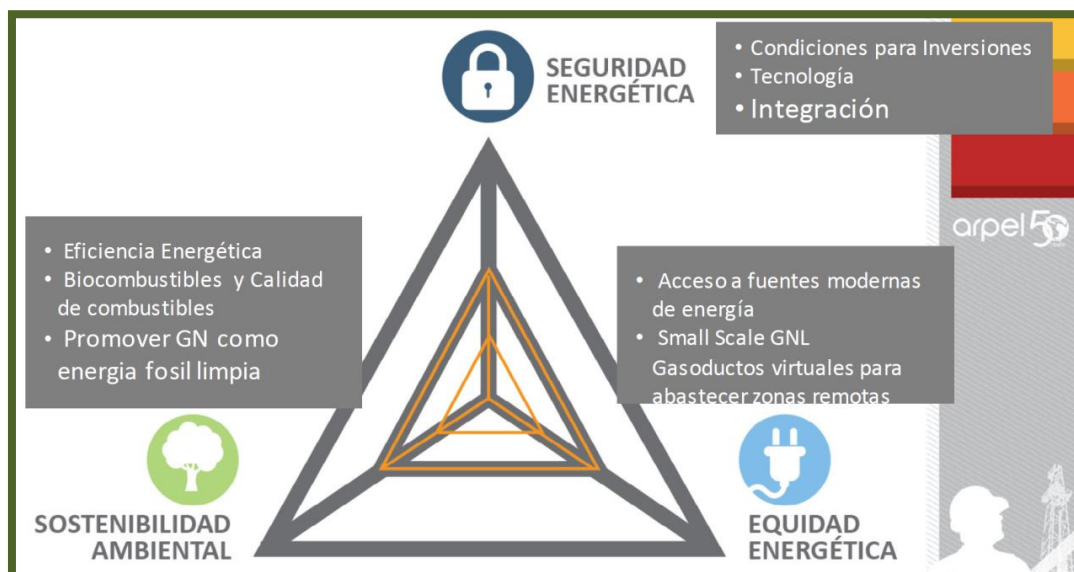 SEGURIDAD
ENERGÉTICA
• Condiciones para Inversiones
• Tecnología
• Integración
• Eficiencia Energética
• Biocombustibles y Calidad
de combustibles
• Promover GN como
energia fosil limpia
• Acceso a fuentes modernas
de energía
• Small Scale GNL
Gasoductos virtuales para
abastecer zonas remotas
arpel 50
SOSTENIBILIDAD
AMBIENTAL
EQUIDAD
ENERGÉTICA